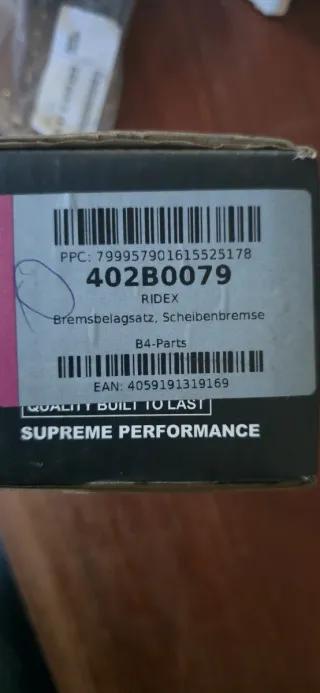 PPC: 799957901615525178
402B0079
RIDEX
Bremsbelagsatz, Scheibenbremse
B4-Parts
EAN: 4059191319169
QUALITY BUILT TO LAST
SUPREME PERFORMANCE